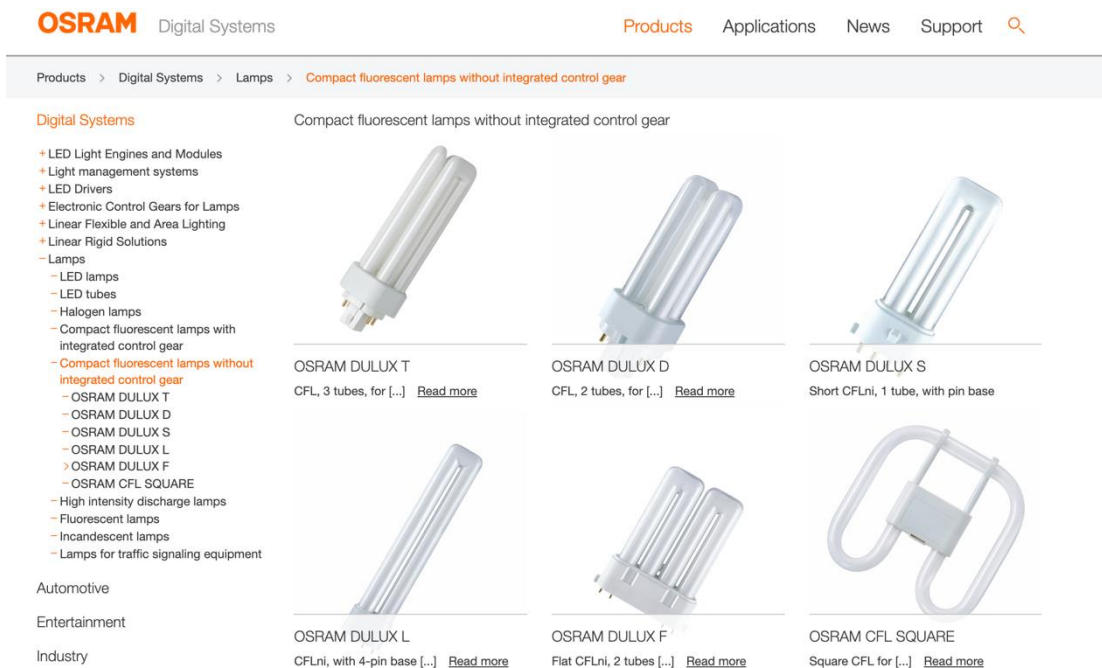 OSRAM Digital Systems
Products Applications News Support
Products > Digital Systems > Lamps > Compact fluorescent lamps without integrated control gear
Digital Systems
+ LED Light Engines and Modules
+ Light management systems
+ LED Drivers
+ Electronic Control Gears for Lamps
+ Linear Flexible and Area Lighting
+ Linear Rigid Solutions
− Lamps
− LED lamps
− LED tubes
− Halogen lamps
− Compact fluorescent lamps with
integrated control gear
− Compact fluorescent lamps without
integrated control gear
− OSRAM DULUX T
− OSRAM DULUX D
− OSRAM DULUX S
− OSRAM DULUX L
> OSRAM DULUX F
− OSRAM CFL SQUARE
− High intensity discharge lamps
− Fluorescent lamps
− Incandescent lamps
− Lamps for traffic signaling equipment
Automotive
Entertainment
Industry
Compact fluorescent lamps without integrated control gear
OSRAM DULUX T
CFL, 3 tubes, for [...] Read more
OSRAM DULUX D
CFL, 2 tubes, for [...] Read more
OSRAM DULUX S
Short CFLni, 1 tube, with pin base
OSRAM DULUX L
CFLni, with 4-pin base [...] Read more
OSRAM DULUX F
Flat CFLni, 2 tubes [...] Read more
OSRAM CFL SQUARE
Square CFL for [...] Read more